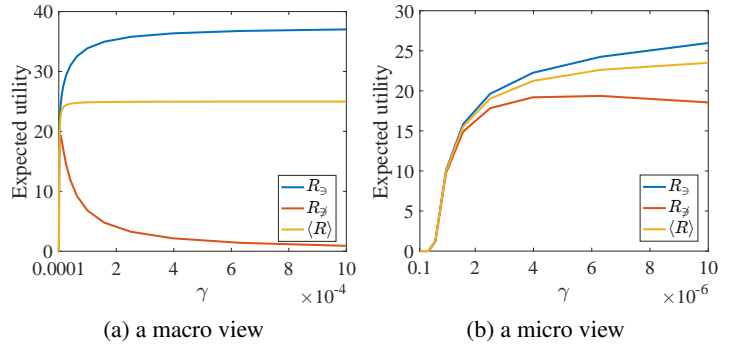 40
30
20
10
0
Expected utility
R∋
R∌
⟨R⟩
0.0001 2 4 6 8 10
γ ×10⁻⁴
(a) a macro view
30
25
20
15
10
5
0
Expected utility
R∋
R∌
⟨R⟩
0.1 2 4 6 8 10
γ ×10⁻⁶
(b) a micro view